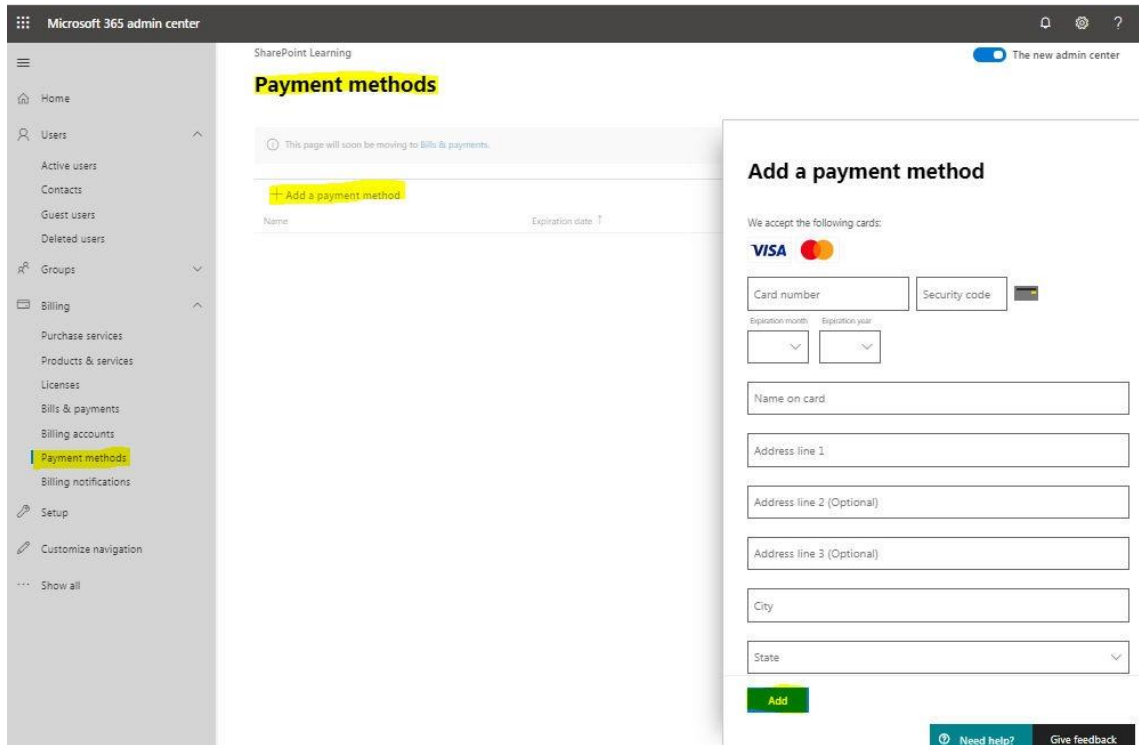 Microsoft 365 admin center
?
SharePoint Learning
The new admin center
Payment methods
Home
Users
Active users
Contacts
Guest users
Deleted users
Groups
Billing
Purchase services
Products & services
Licenses
Bills & payments
Billing accounts
Payment methods
Billing notifications
Setup
Customize navigation
Show all
This page will soon be moving to Bills & payments.
+ Add a payment method
Name Expiration date ↑
Add a payment method
We accept the following cards:
VISA
Card number Security code
Expiration month Expiration year
Name on card
Address line 1
Address line 2 (Optional)
Address line 3 (Optional)
City
State
Add
? Need help? Give feedback